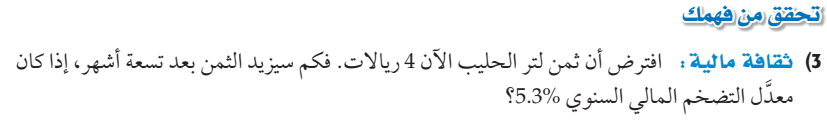 تحقق من فهمك
3) ثقافة مالية : افترض أن ثمن لتر الحليب الآن 4 ريالات. فكم سيزيد الثمن بعد تسعة أشهر، إذا كان
معدَّل التضخم المالي السنوي 5.3%؟